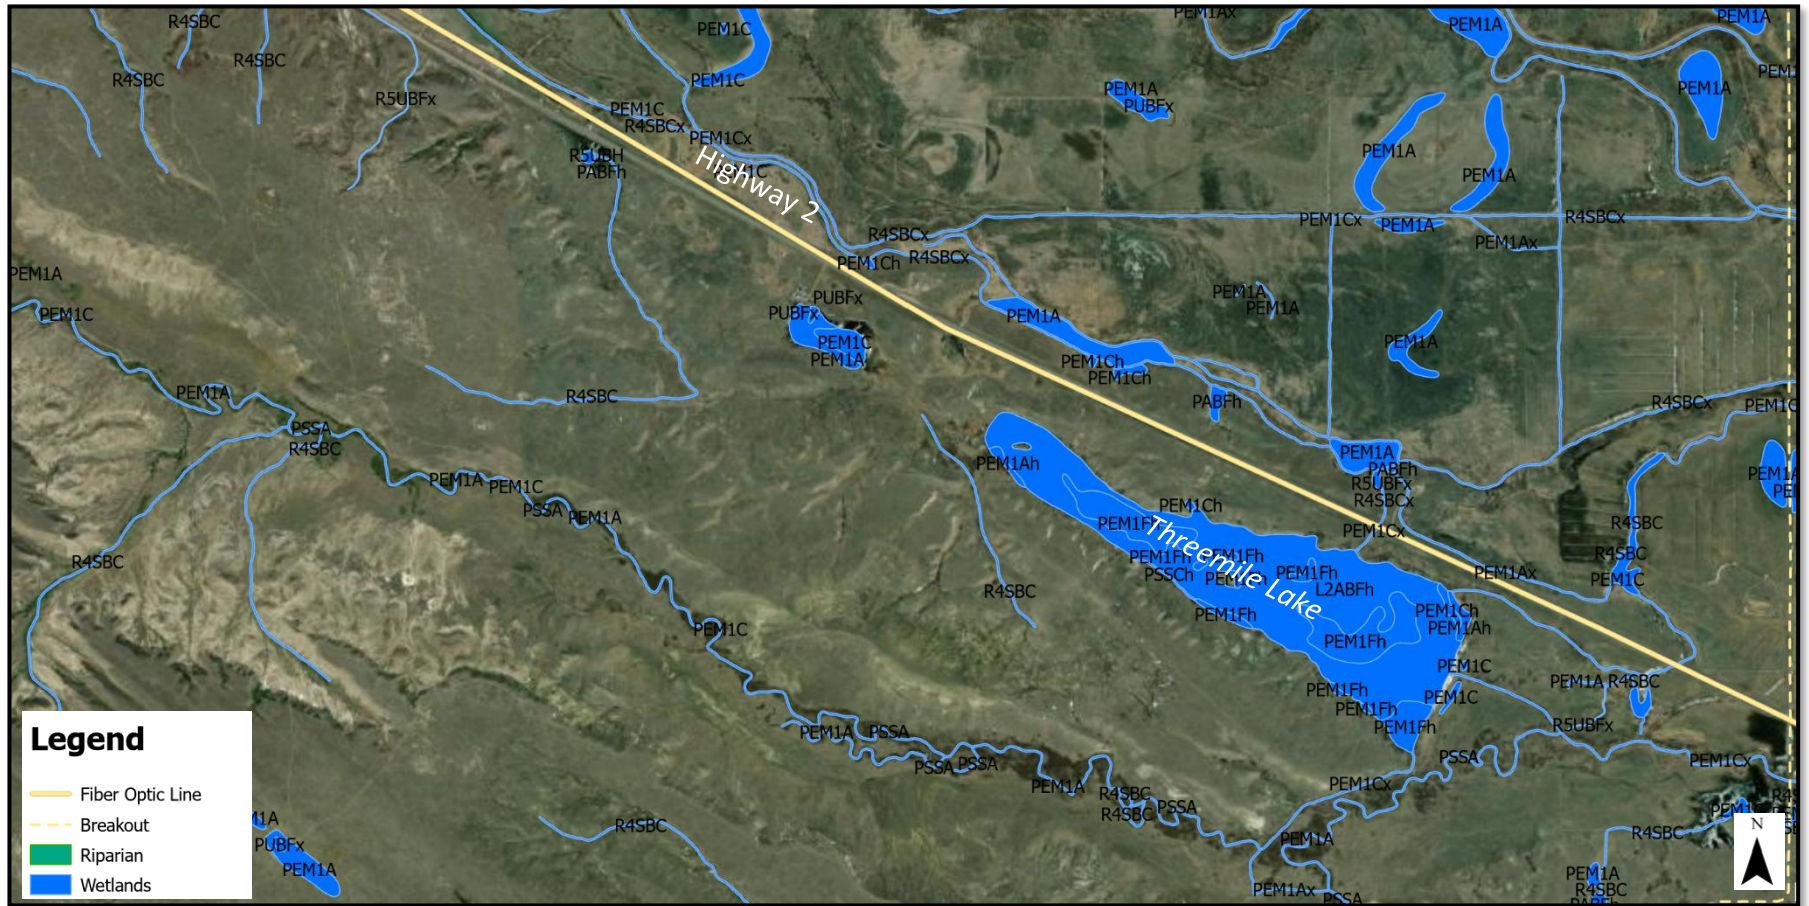 PEM1Ax
PEM1A
PEM1A
R4SBC
PEM1C
R4SBC
R4SBC
PEM1C
R4SBC
PEM1A
PEM1A
R5UBFx
PUBFx
PEM1C
R4SBCx
PEM1Cx
R5UBH
PABFh
PEM1A
PEM1A
Highway 2
PEM1Cx
PEM1A
R4SBCx
R4SBCx
PEM1Ax
R4SBCx
PEM1Ch
PEM1A
PEM1A
PEM1A
PUBFx
PUBFx
PEM1C
PEM1A
PEM1C
PEM1A
PEM1A
PEM1Ch
PEM1Ch
PEM1A
R4SBC
PABFh
R4SBCx
PSSA
R4SBC
PEM1A
PABFh
R5UBFx
R4SBCx
PEM1Ah
PEM1A
PEM1C
PSSA
PEM1A
PEM1Ch
PEM1Cx
R4SBC
Threemile Lake
R4SBC
PEM1C
R4SBC
PSSCh
PEM1Fh
L2ABFh
PEM1Ax
R4SBC
PEM1Fh
PEM1Ch
PEM1Ah
PEM1C
PEM1Fh
PEM1C
PEM1C
PEM1A
R4SBC
PEM1Fh
PEM1Fh
PEM1Fh
R5UBFx
PEM1A
PSSA
PSSA
PSSA
PSSA
PEM1Cx
PEM1Cx
PEM1A
R4SBC
R4SBC
PSSA
PEM1A
R4SBC
R4SBC
PUBFx
PEM1A
PEM1Ax
PSSA
PEM1A
R4SBC
Legend
Fiber Optic Line
Breakout
Riparian
Wetlands
N